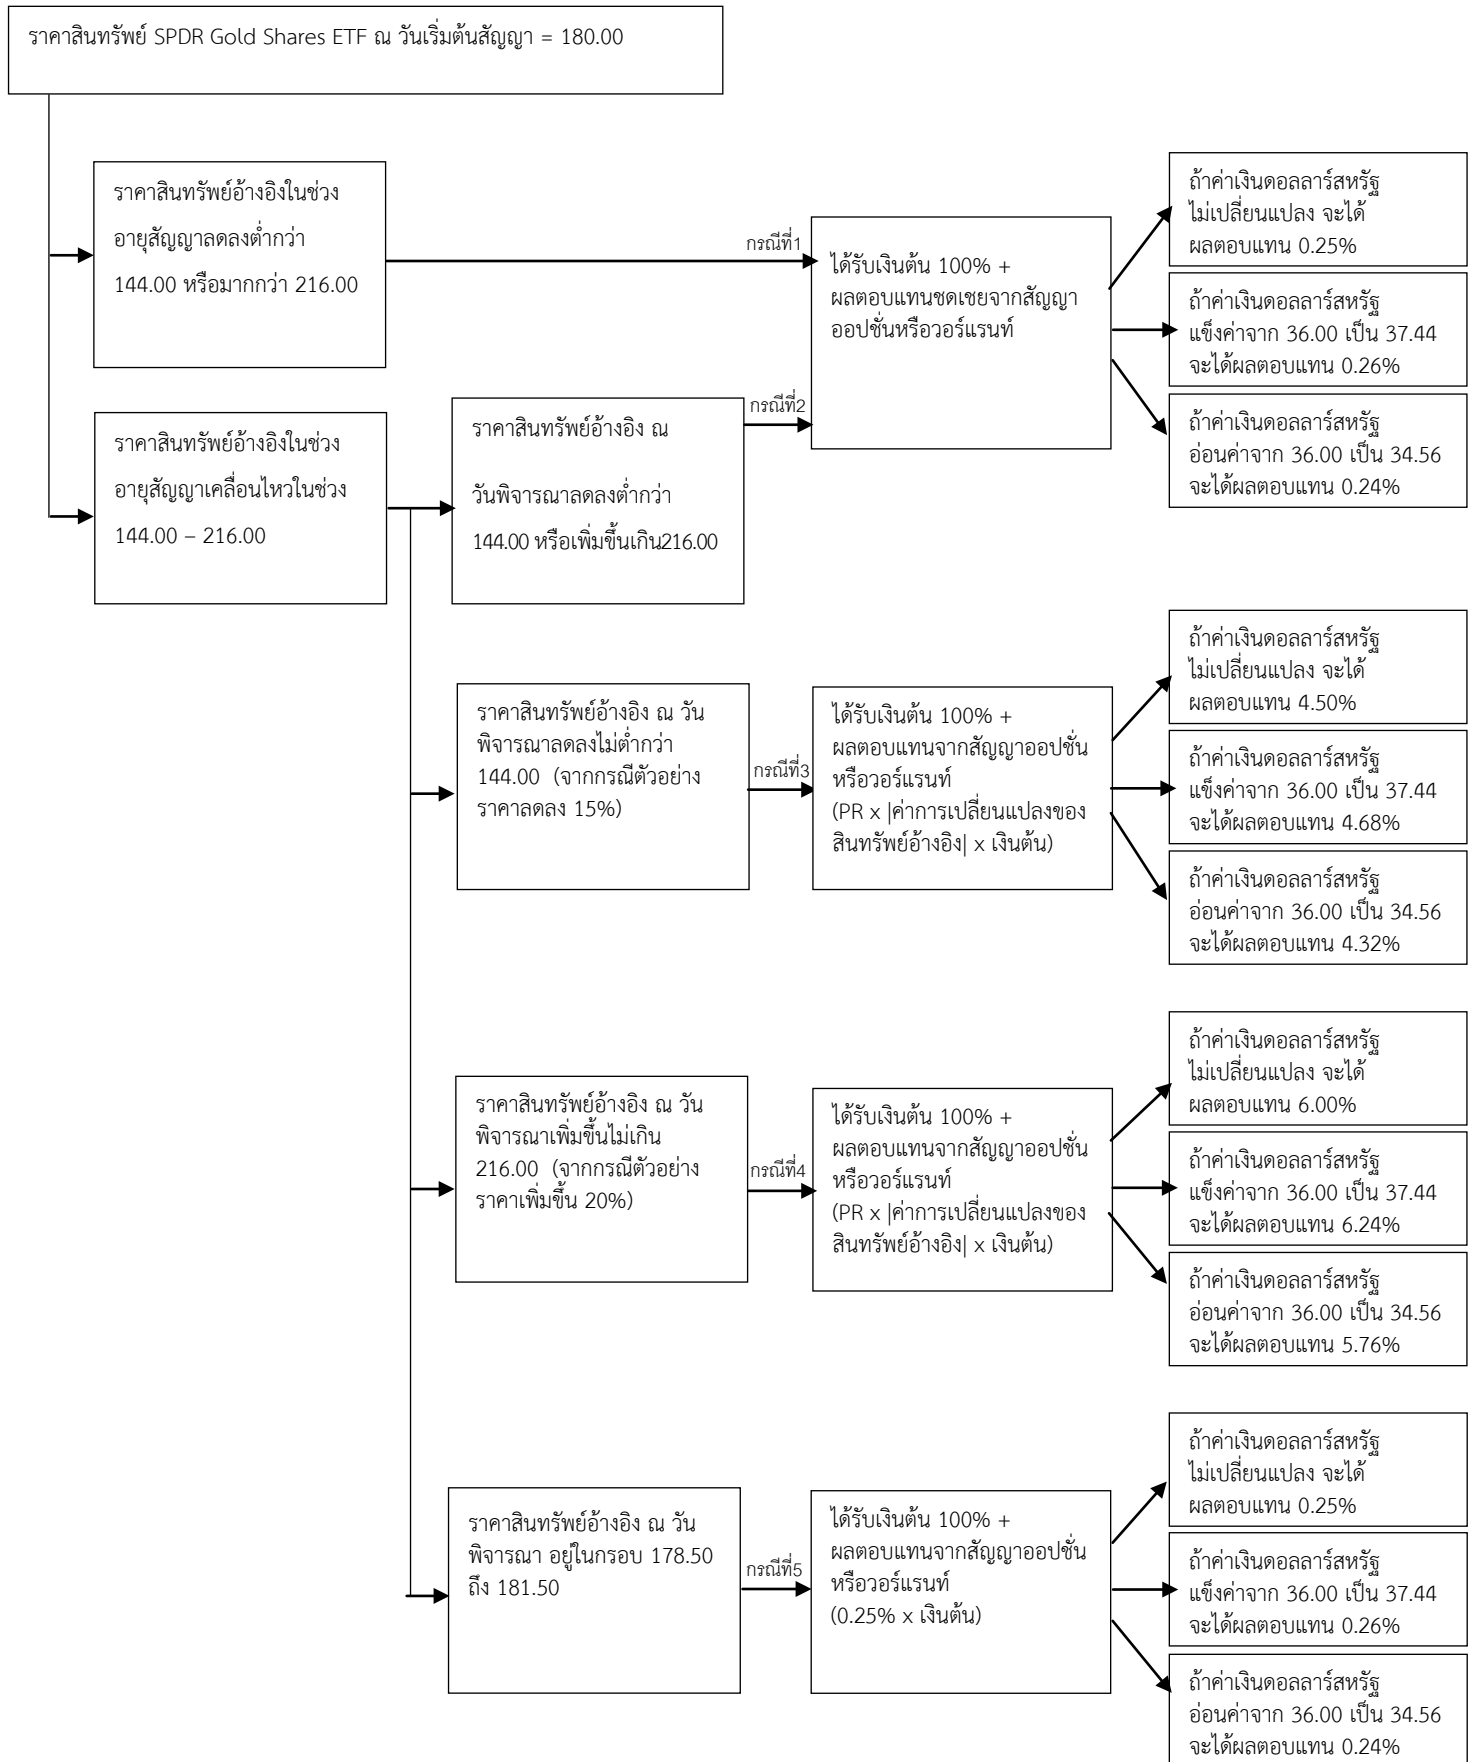 ราคาสินทรัพย์ SPDR Gold Shares ETF ณ วันเริ่มต้นสัญญา = 180.00
ราคาสินทรัพย์อ้างอิงในช่วง
อายุสัญญาลดลงต่ำกว่า
144.00 หรือมากกว่า 216.00
กรณีที่1
ได้รับเงินต้น 100% +
ผลตอบแทนชดเชยจากสัญญา
ออปชั่นหรือวอร์แรนท์
ถ้าค่าเงินดอลลาร์สหรัฐ
ไม่เปลี่ยนแปลง จะได้
ผลตอบแทน 0.25%
ถ้าค่าเงินดอลลาร์สหรัฐ
แข็งค่าจาก 36.00 เป็น 37.44
จะได้ผลตอบแทน 0.26%
ถ้าค่าเงินดอลลาร์สหรัฐ
อ่อนค่าจาก 36.00 เป็น 34.56
จะได้ผลตอบแทน 0.24%
ราคาสินทรัพย์อ้างอิงในช่วง
อายุสัญญาเคลื่อนไหวในช่วง
144.00 – 216.00
ราคาสินทรัพย์อ้างอิง ณ
วันพิจารณาลดลงต่ำกว่า
144.00 หรือเพิ่มขึ้นเกิน216.00
กรณีที่2
ราคาสินทรัพย์อ้างอิง ณ วัน
พิจารณาลดลงไม่ต่ำกว่า
144.00 (จากกรณีตัวอย่าง
ราคาลดลง 15%)
กรณีที่3
ได้รับเงินต้น 100% +
ผลตอบแทนจากสัญญาออปชั่น
หรือวอร์แรนท์
(PR x |ค่าการเปลี่ยนแปลงของ
สินทรัพย์อ้างอิง| x เงินต้น)
ถ้าค่าเงินดอลลาร์สหรัฐ
ไม่เปลี่ยนแปลง จะได้
ผลตอบแทน 4.50%
ถ้าค่าเงินดอลลาร์สหรัฐ
แข็งค่าจาก 36.00 เป็น 37.44
จะได้ผลตอบแทน 4.68%
ถ้าค่าเงินดอลลาร์สหรัฐ
อ่อนค่าจาก 36.00 เป็น 34.56
จะได้ผลตอบแทน 4.32%
ราคาสินทรัพย์อ้างอิง ณ วัน
พิจารณาเพิ่มขึ้นไม่เกิน
216.00 (จากกรณีตัวอย่าง
ราคาเพิ่มขึ้น 20%)
กรณีที่4
ได้รับเงินต้น 100% +
ผลตอบแทนจากสัญญาออปชั่น
หรือวอร์แรนท์
(PR x |ค่าการเปลี่ยนแปลงของ
สินทรัพย์อ้างอิง| x เงินต้น)
ถ้าค่าเงินดอลลาร์สหรัฐ
ไม่เปลี่ยนแปลง จะได้
ผลตอบแทน 6.00%
ถ้าค่าเงินดอลลาร์สหรัฐ
แข็งค่าจาก 36.00 เป็น 37.44
จะได้ผลตอบแทน 6.24%
ถ้าค่าเงินดอลลาร์สหรัฐ
อ่อนค่าจาก 36.00 เป็น 34.56
จะได้ผลตอบแทน 5.76%
ราคาสินทรัพย์อ้างอิง ณ วัน
พิจารณา อยู่ในกรอบ 178.50
ถึง 181.50
กรณีที่5
ได้รับเงินต้น 100% +
ผลตอบแทนจากสัญญาออปชั่น
หรือวอร์แรนท์
(0.25% x เงินต้น)
ถ้าค่าเงินดอลลาร์สหรัฐ
ไม่เปลี่ยนแปลง จะได้
ผลตอบแทน 0.25%
ถ้าค่าเงินดอลลาร์สหรัฐ
แข็งค่าจาก 36.00 เป็น 37.44
จะได้ผลตอบแทน 0.26%
ถ้าค่าเงินดอลลาร์สหรัฐ
อ่อนค่าจาก 36.00 เป็น 34.56
จะได้ผลตอบแทน 0.24%